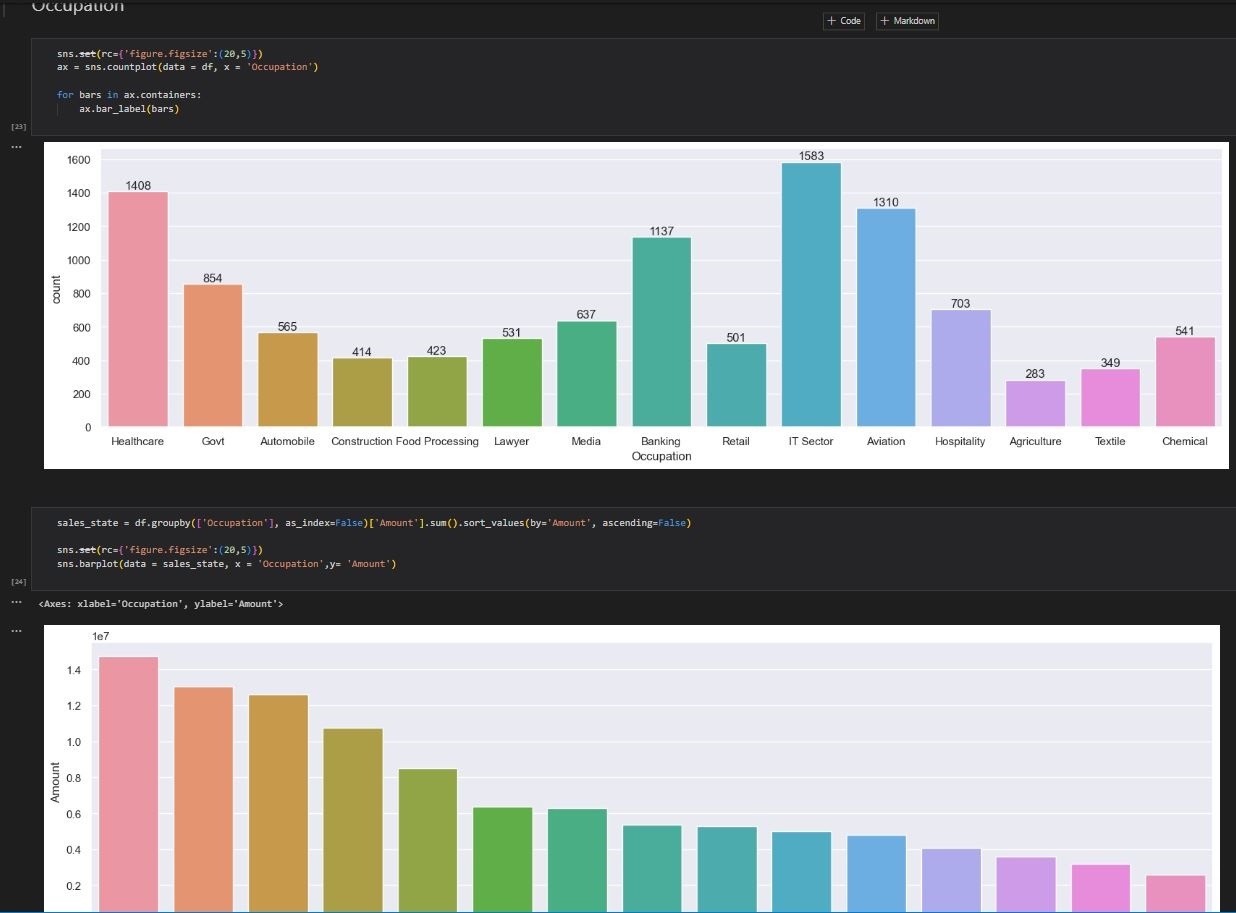 Occupation
+ Code + Markdown
sns.set(rc={'figure.figsize':(20,5)})
ax = sns.countplot(data = df, x = 'Occupation')
for bars in ax.containers:
ax.bar_label(bars)
[23]
...
1600
1400
1200
1000
800
600
400
200
0
count
1408 854 565 414 423 531 637 1137 501 1583 1310 703 283 349 541
Healthcare Govt Automobile Construction Food Processing Lawyer Media Banking Retail IT Sector Aviation Hospitality Agriculture Textile Chemical
Occupation
sales_state = df.groupby(['Occupation'], as_index=False)['Amount'].sum().sort_values(by='Amount', ascending=False)
sns.set(rc={'figure.figsize':(20,5)})
sns.barplot(data = sales_state, x = 'Occupation',y= 'Amount')
[24]
... <Axes: xlabel='Occupation', ylabel='Amount'>
...
1e7
1.4
1.2
1.0
0.8
0.6
0.4
0.2
Amount